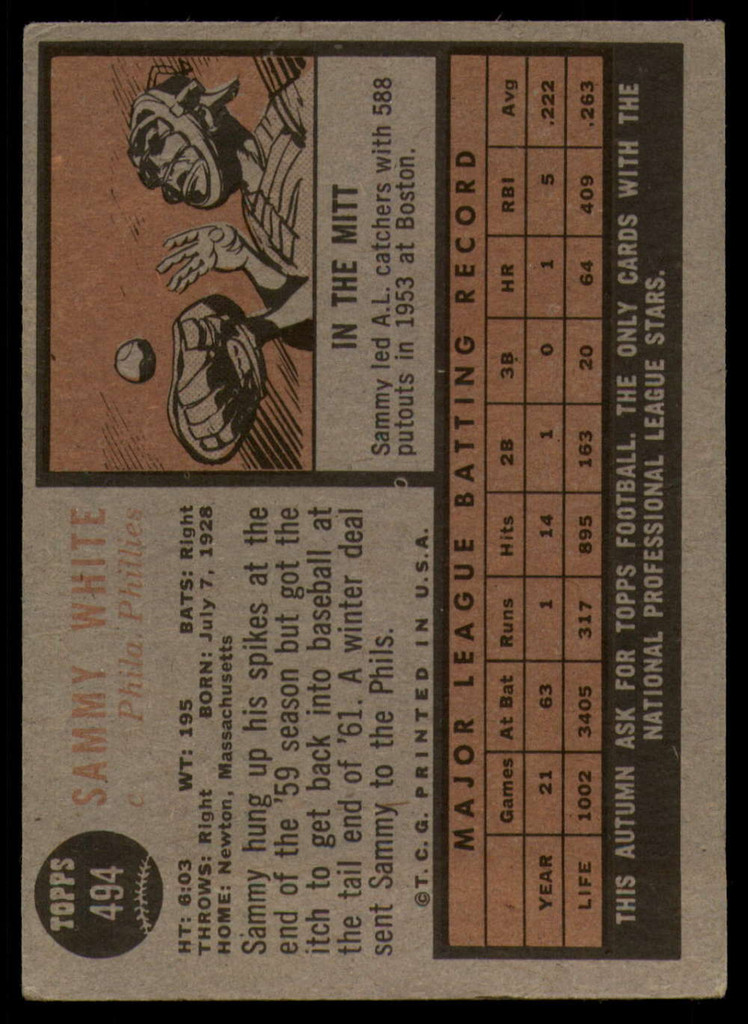 TOPPS
494
SAMMY WHITE
c Phila. Phillies
HT: 6:03 WT: 195 BATS: Right
THROWS: Right BORN: July 7, 1928
HOME: Newton, Massachusetts
Sammy hung up his spikes at the
end of the '59 season but got the
itch to get back into baseball at
the tail end of '61. A winter deal
sent Sammy to the Phils.
©T.C.G. PRINTED IN U.S.A.
IN THE MITT
Sammy led A.L. catchers with 588
putouts in 1953 at Boston.
MAJOR LEAGUE BATTING RECORD
Games At Bat Runs Hits 2B 3B HR RBI Avg
YEAR 21 63 1 14 1 0 1 5 .222
LIFE 1002 3405 317 895 163 20 64 409 .263
THIS AUTUMN ASK FOR TOPPS FOOTBALL. THE ONLY CARDS WITH THE
NATIONAL PROFESSIONAL LEAGUE STARS.